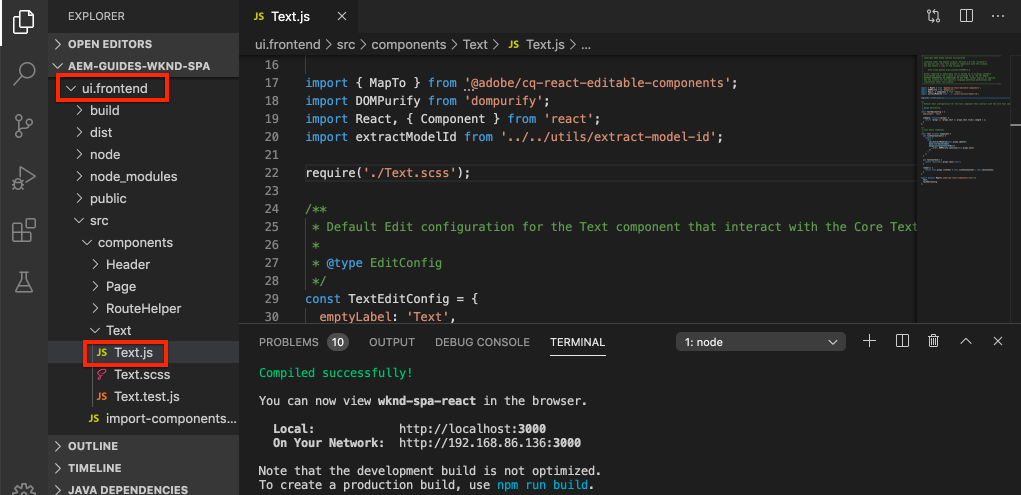 EXPLORER
OPEN EDITORS
AEM-GUIDES-WKND-SPA
ui.frontend
build
dist
node
node_modules
public
src
components
Header
Page
RouteHelper
Text
JS Text.js
Text.scss
JS Text.test.js
JS import-components...
OUTLINE
TIMELINE
JAVA DEPENDENCIES
JS Text.js
ui.frontend > src > components > Text > JS Text.js > ...
16
17 import { MapTo } from '@adobe/cq-react-editable-components';
18 import DOMPurify from 'dompurify';
19 import React, { Component } from 'react';
20 import extractModelId from '../../utils/extract-model-id';
21
22 require('./Text.scss');
23
24 /**
25 * Default Edit configuration for the Text component that interact with the Core Text
26 *
27 * @type EditConfig
28 */
29 const TextEditConfig = {
30 emptyLabel: 'Text',
PROBLEMS 10 OUTPUT DEBUG CONSOLE TERMINAL 1: node
Compiled successfully!
You can now view wknd-spa-react in the browser.
Local: http://localhost:3000
On Your Network: http://192.168.86.136:3000
Note that the development build is not optimized.
To create a production build, use npm run build.